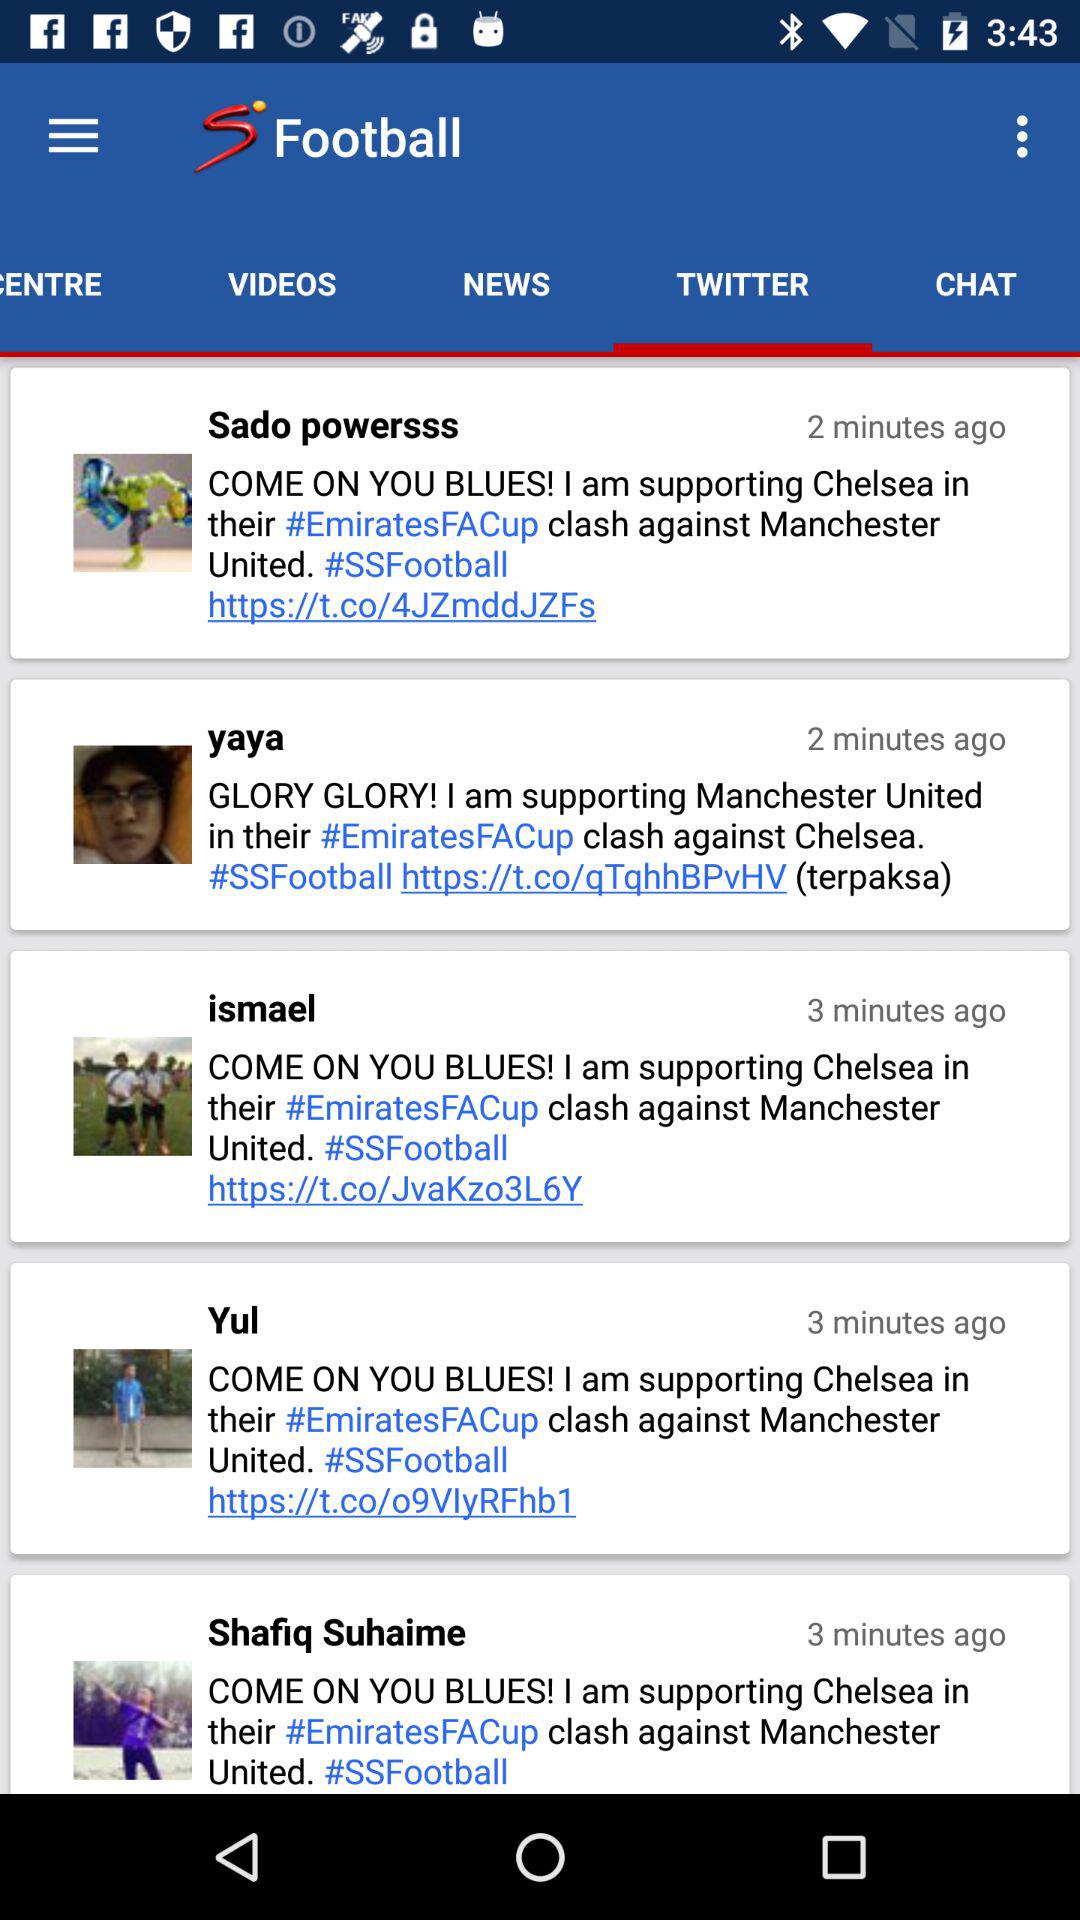 FAKE
3:43
Football
CENTRE VIDEOS NEWS TWITTER CHAT
Sado powersss 2 minutes ago
COME ON YOU BLUES! I am supporting Chelsea in
their #EmiratesFACup clash against Manchester
United. #SSFootball
https://t.co/4JZmddJZFs
yaya 2 minutes ago
GLORY GLORY! I am supporting Manchester United
in their #EmiratesFACup clash against Chelsea.
#SSFootball https://t.co/qTqhhBPvHV (terpaksa)
ismael 3 minutes ago
COME ON YOU BLUES! I am supporting Chelsea in
their #EmiratesFACup clash against Manchester
United. #SSFootball
https://t.co/JvaKzo3L6Y
Yul 3 minutes ago
COME ON YOU BLUES! I am supporting Chelsea in
their #EmiratesFACup clash against Manchester
United. #SSFootball
https://t.co/o9VIyRFhb1
Shafiq Suhaime 3 minutes ago
COME ON YOU BLUES! I am supporting Chelsea in
their #EmiratesFACup clash against Manchester
United. #SSFootball